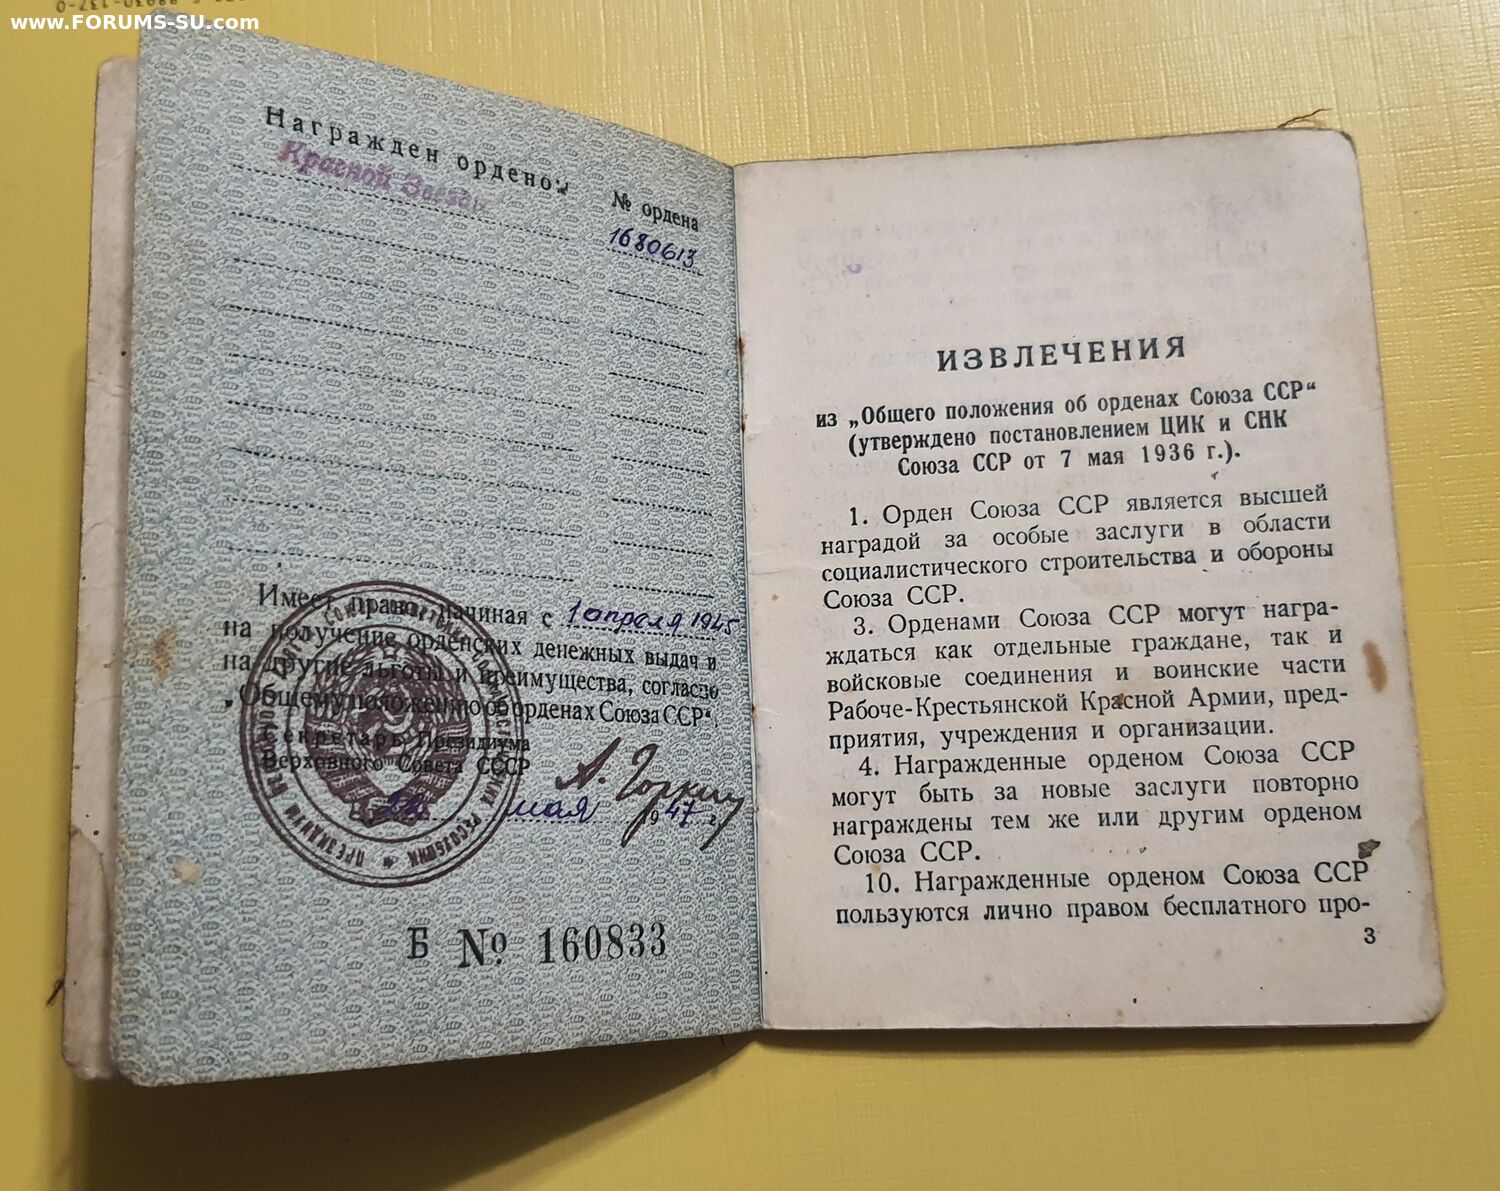 www.FORUMS-SU.com
Награжден орденом
Красной Звезды
№ ордена
1680613
Имеет право, начиная с 1 апреля 1945
на получение орденских денежных выдач и
на другие льготы и преимущества, согласно
„Общему положению об орденах Союза ССР“.
Секретарь Президиума
Верховного Совета СССР
А. Горкин
мая 1947 г.
Б № 160833
ИЗВЛЕЧЕНИЯ
из „Общего положения об орденах Союза ССР“
(утверждено постановлением ЦИК и СНК
Союза ССР от 7 мая 1936 г.).
1. Орден Союза ССР является высшей
наградой за особые заслуги в области
социалистического строительства и обороны
Союза ССР.
3. Орденами Союза ССР могут награ-
ждаться как отдельные граждане, так и
войсковые соединения и воинские части
Рабоче-Крестьянской Красной Армии, пред-
приятия, учреждения и организации.
4. Награжденные орденом Союза ССР
могут быть за новые заслуги повторно
награждены тем же или другим орденом
Союза ССР.
10. Награжденные орденом Союза ССР
пользуются лично правом бесплатного про-
3